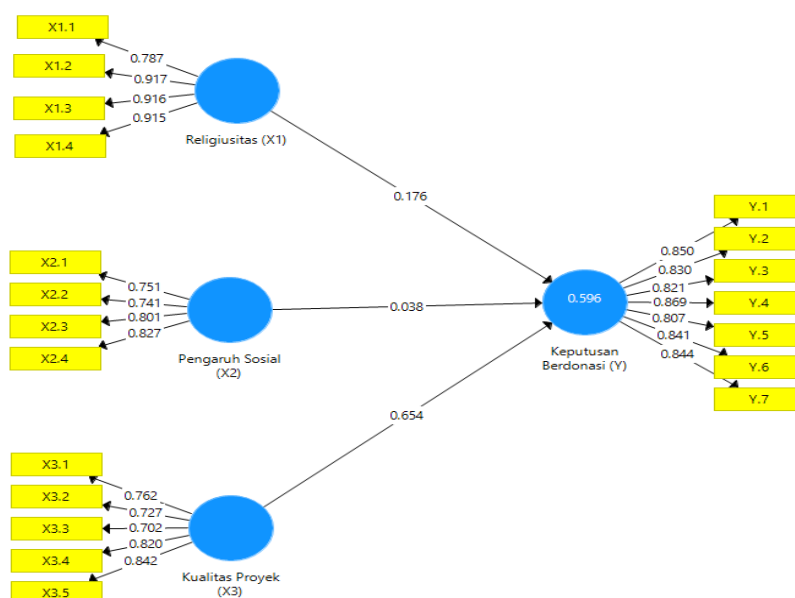 X1.1
X1.2
X1.3
X1.4
0.787
0.917
0.916
0.915
Religiusitas (X1)
0.176
X2.1
X2.2
X2.3
X2.4
0.751
0.741
0.801
0.827
Pengaruh Sosial
(X2)
0.038
X3.1
X3.2
X3.3
X3.4
X3.5
0.762
0.727
0.702
0.820
0.842
Kualitas Proyek
(X3)
0.654
0.596
Keputusan
Berdonasi (Y)
0.850
0.830
0.821
0.869
0.807
0.841
0.844
Y.1
Y.2
Y.3
Y.4
Y.5
Y.6
Y.7